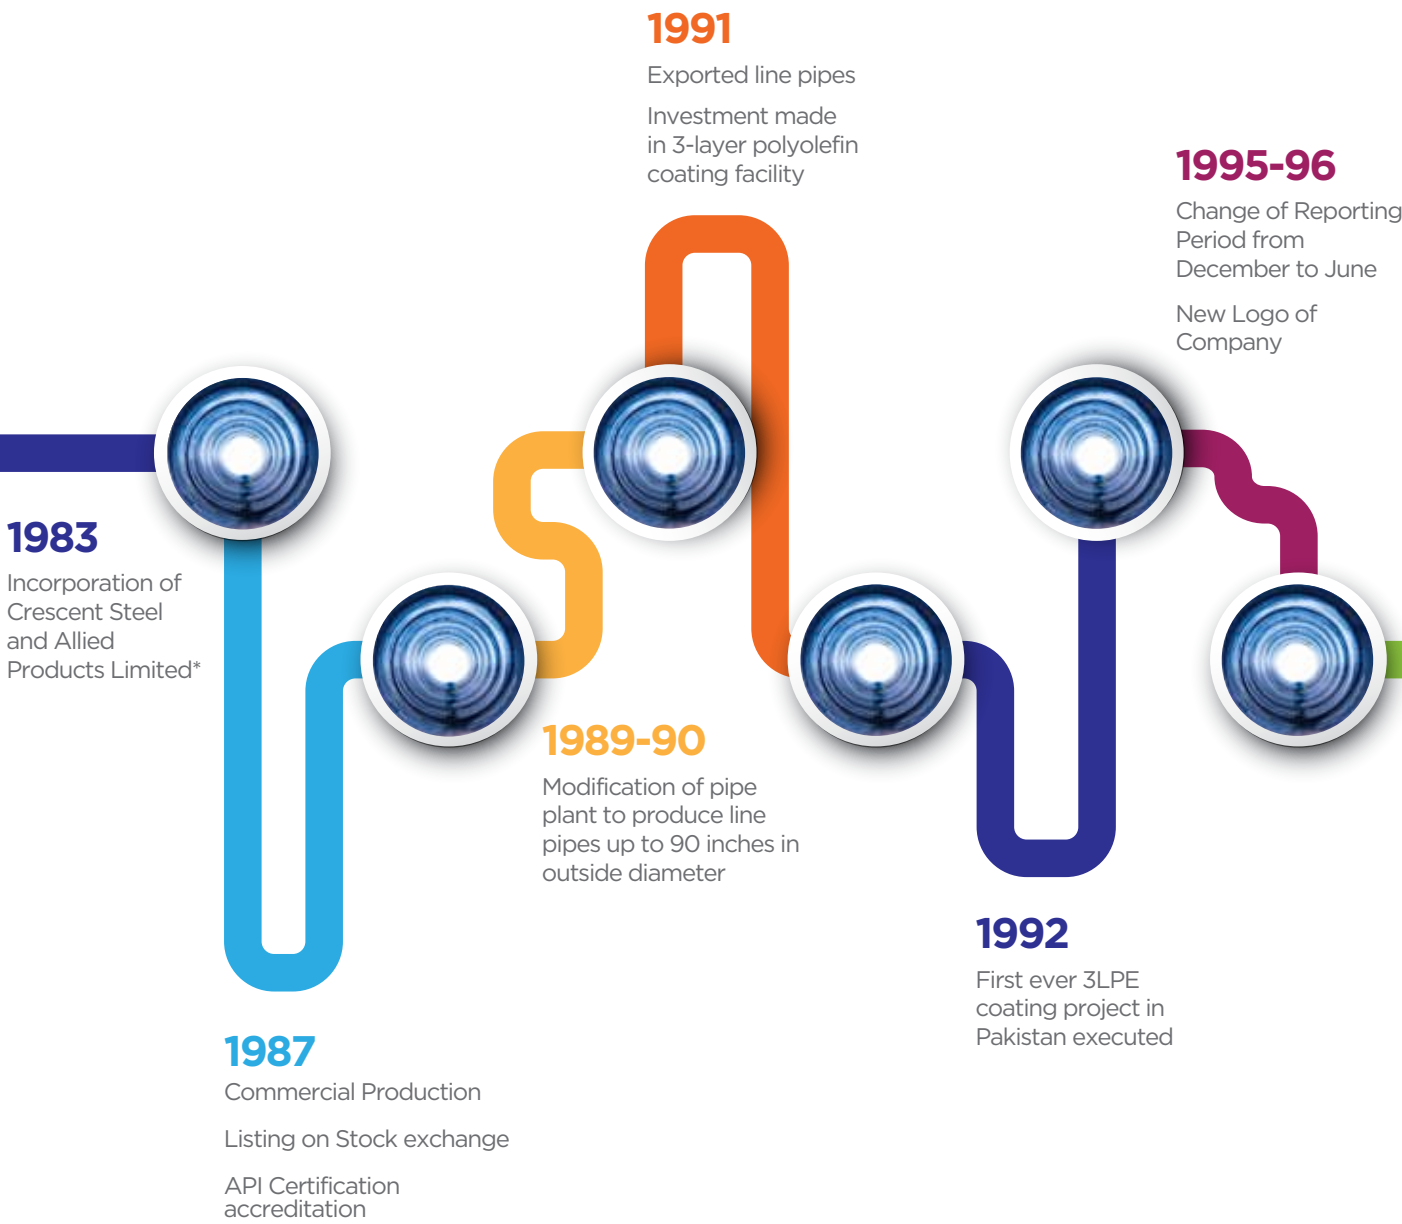 1983
Incorporation of
Crescent Steel
and Allied
Products Limited*
1987
Commercial Production
Listing on Stock exchange
API Certification
accreditation
1989-90
Modification of pipe
plant to produce line
pipes up to 90 inches in
outside diameter
1991
Exported line pipes
Investment made
in 3-layer polyolefin
coating facility
1992
First ever 3LPE
coating project in
Pakistan executed
1995-96
Change of Reporting
Period from
December to June
New Logo of
Company